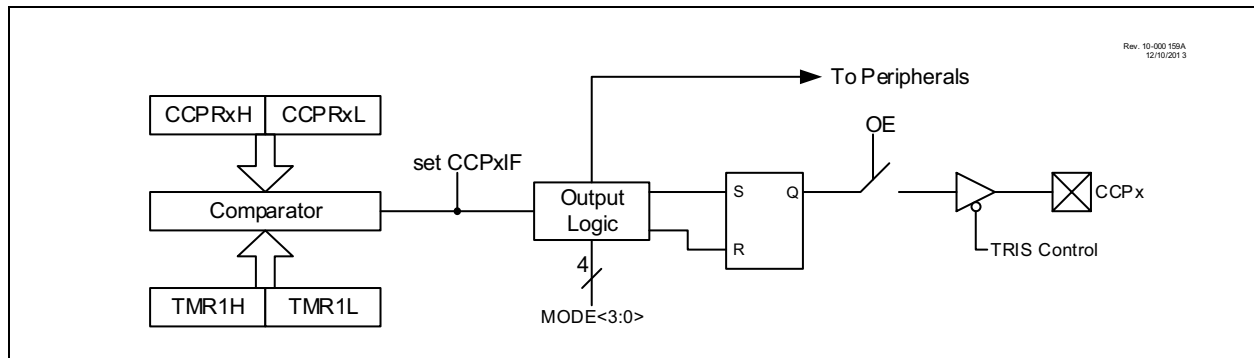 Rev. 10-000 159A
12/10/2013
To Peripherals
CCPRxH CCPRxL
OE
set CCPxIF
Comparator
Output
Logic
S Q
R
CCPx
TRIS Control
4
TMR1H TMR1L
MODE<3:0>